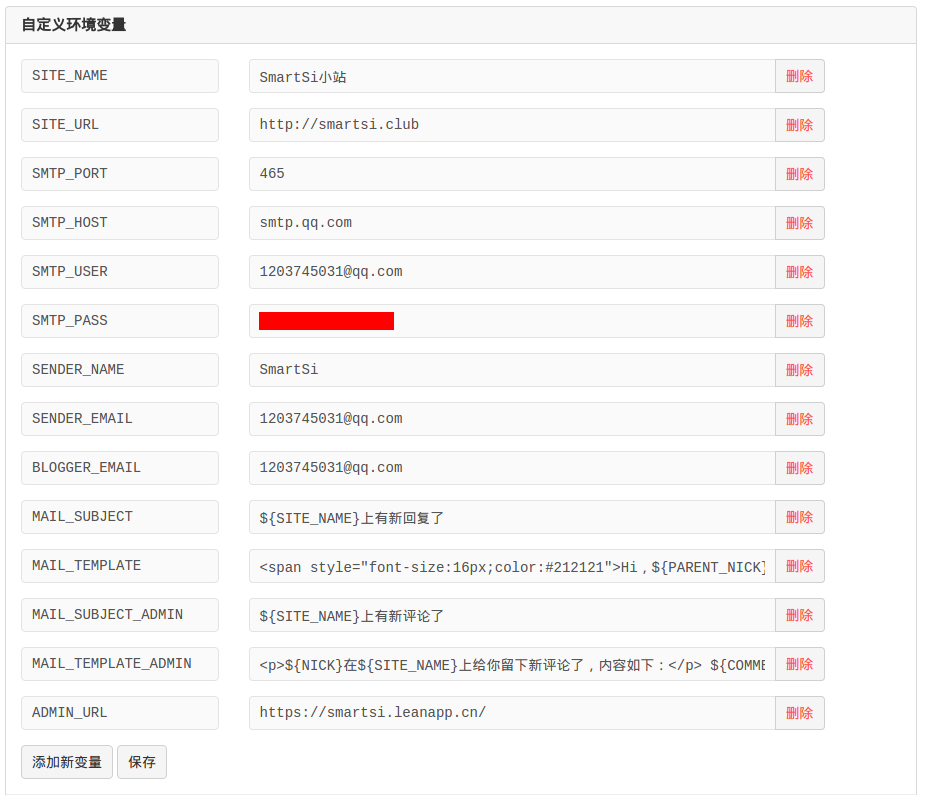 自定义环境变量
SITE_NAME SmartSi小站 删除
SITE_URL http://smartsi.club 删除
SMTP_PORT 465 删除
SMTP_HOST smtp.qq.com 删除
SMTP_USER 1203745031@qq.com 删除
SMTP_PASS 删除
SENDER_NAME SmartSi 删除
SENDER_EMAIL 1203745031@qq.com 删除
BLOGGER_EMAIL 1203745031@qq.com 删除
MAIL_SUBJECT ${SITE_NAME}上有新回复了 删除
MAIL_TEMPLATE <span style="font-size:16px;color:#212121">Hi，${PARENT_NICK} 删除
MAIL_SUBJECT_ADMIN ${SITE_NAME}上有新评论了 删除
MAIL_TEMPLATE_ADMIN <p>${NICK}在${SITE_NAME}上给你留下新评论了，内容如下：</p> ${COMME 删除
ADMIN_URL https://smartsi.leanapp.cn/ 删除
添加新变量 保存